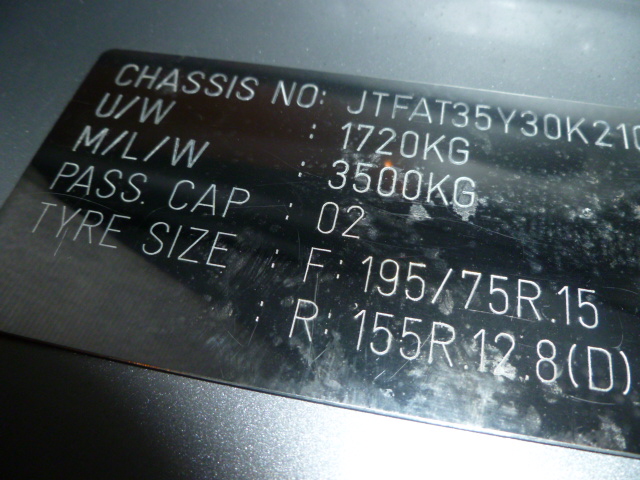 CHASSIS NO: JTFAT35Y30K210
U/W : 1720KG
M/L/W : 3500KG
PASS. CAP : 02
TYRE SIZE : F: 195/75R.15
: R: 155R.12.8(D)